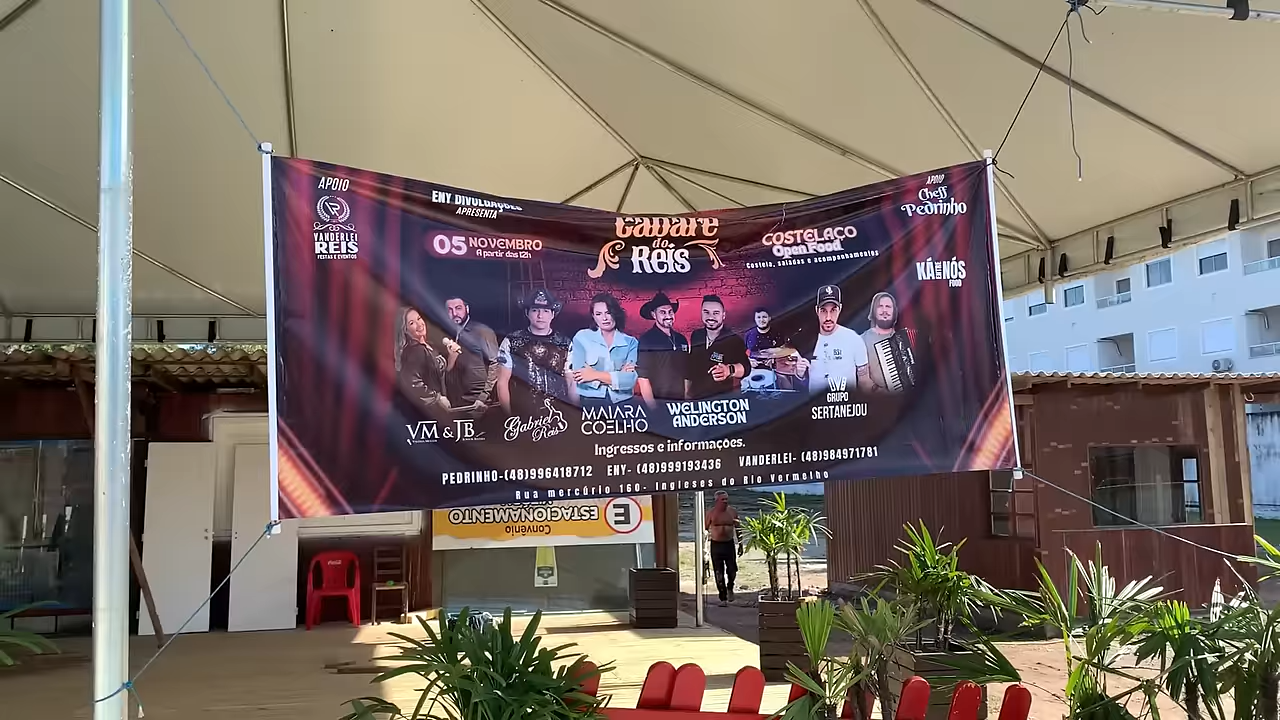 APOIO
VR
VANDERLEI
REIS
FESTAS E EVENTOS
ENY DIVULGAÇÕES
APRESENTA
05 NOVEMBRO
A partir das 12h
Cabaré
do
Reis
COSTELAÇO
Open Food
Costela, saladas e acompanhamentos
APOIO
Cheff
Pedrinho
KÁ ENTRE NÓS
FOOD
VM & JB
Gabriel
Reis
MAIARA
COELHO
WELINGTON
ANDERSON
GRUPO
SERTANEJOU
Ingressos e informações.
PEDRINHO-(48)996418712 ENY- (48)999193436 VANDERLEI- (48)984971781
Rua mercúrio 160- Ingleses do Rio Vermelho
Convênio
ESTACIONAMENTO
E